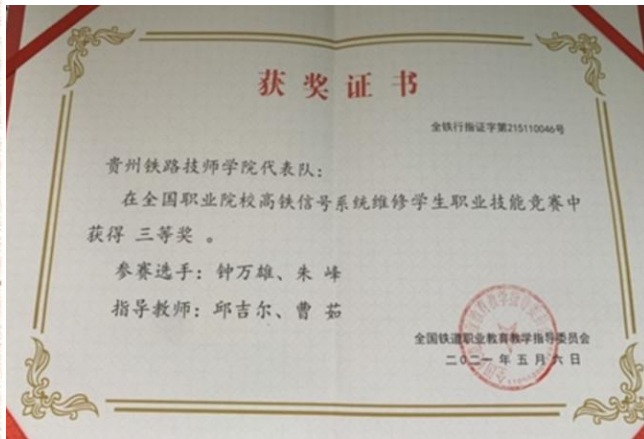 获奖证书
全铁行指证字第215110046号
贵州铁路技师学院代表队：
在全国职业院校高铁信号系统维修学生职业技能竞赛中
获得 三等奖 。
参赛选手：钟万雄、朱 峰
指导教师：邱吉尔、曹 茹
全国铁道职业教育教学指导委员会
二〇二一年 五 月 六 日